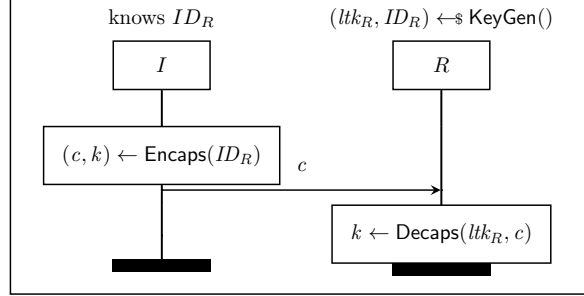 knows ID_R
(ltk_R, ID_R) ←$ KeyGen()
I
R
(c, k) ← Encaps(ID_R)
c
k ← Decaps(ltk_R, c)